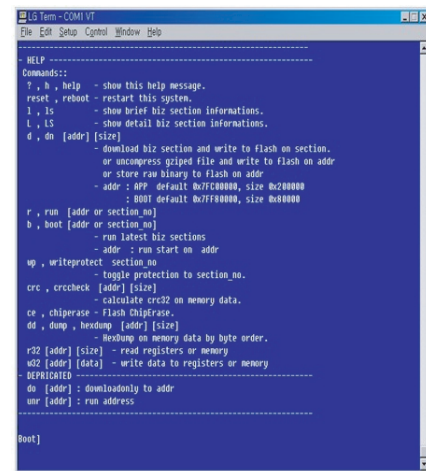 LG Term - COM1 VT
File Edit Setup Control Window Help
---------------------------------------------------------------
- HELP --------------------------------------------------------
Commands::
? , h , help - show this help message.
reset , reboot - restart this system.
l , ls - show brief biz section informations.
L , LS - show detail biz section informations.
d , dn [addr] [size]
- download biz section and write to flash on section.
or uncompress gziped file and write to flash on addr
or store raw binary to flash on addr
- addr : APP default 0x7FC00000, size 0x200000
: BOOT default 0x7FF80000, size 0x80000
r , run [addr or section_no]
b , boot [addr or section_no]
- run latest biz sections
- addr : run start on addr
wp , writeprotect section_no
- toggle protection to section_no.
crc , crccheck [addr] [size]
- calculate crc32 on memory data.
ce , chiperase - Flash ChipErase.
dd , dump , hexdump [addr] [size]
- HexDump on memory data by byte order.
r32 [addr] [size] - read registers or memory
w32 [addr] [data] - write data to registers or memory
- DEPRICATED --------------------------------------------------
do [addr] : downloadonly to addr
unr [addr] : run address
---------------------------------------------------------------
Boot]